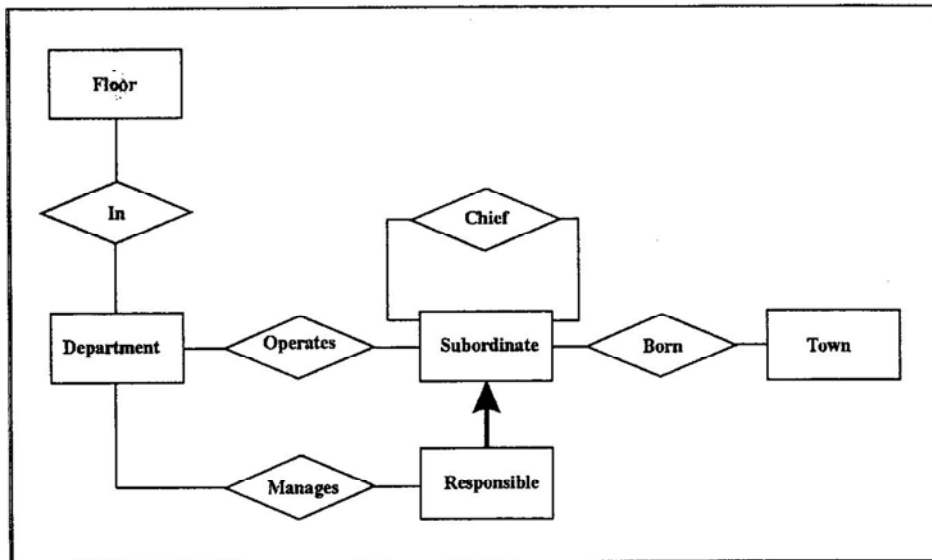 Floor
In
Chief
Department
Operates
Subordinate
Born
Town
Manages
Responsible